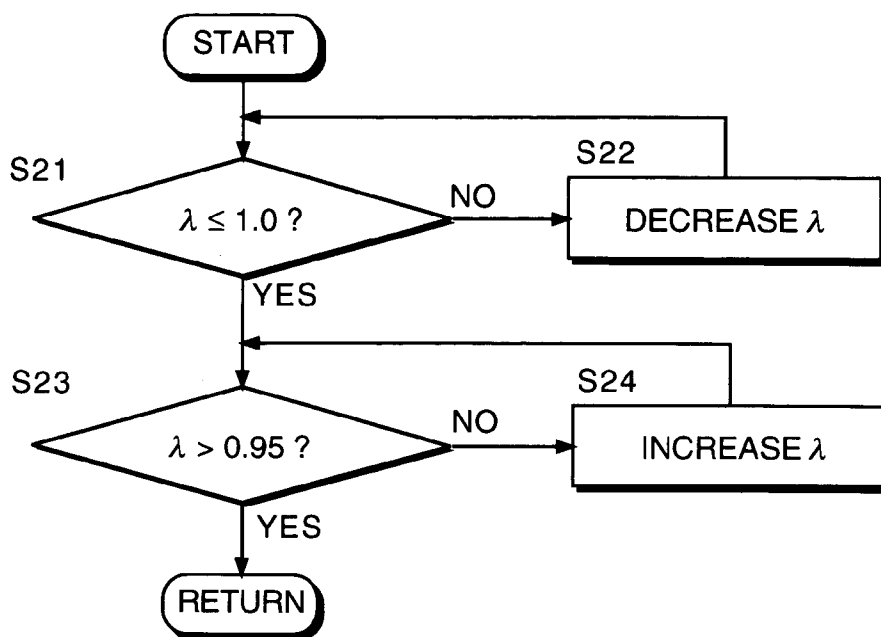 START
S21
λ ≤ 1.0 ?
NO
S22
DECREASE λ
YES
S23
λ > 0.95 ?
NO
S24
INCREASE λ
YES
RETURN